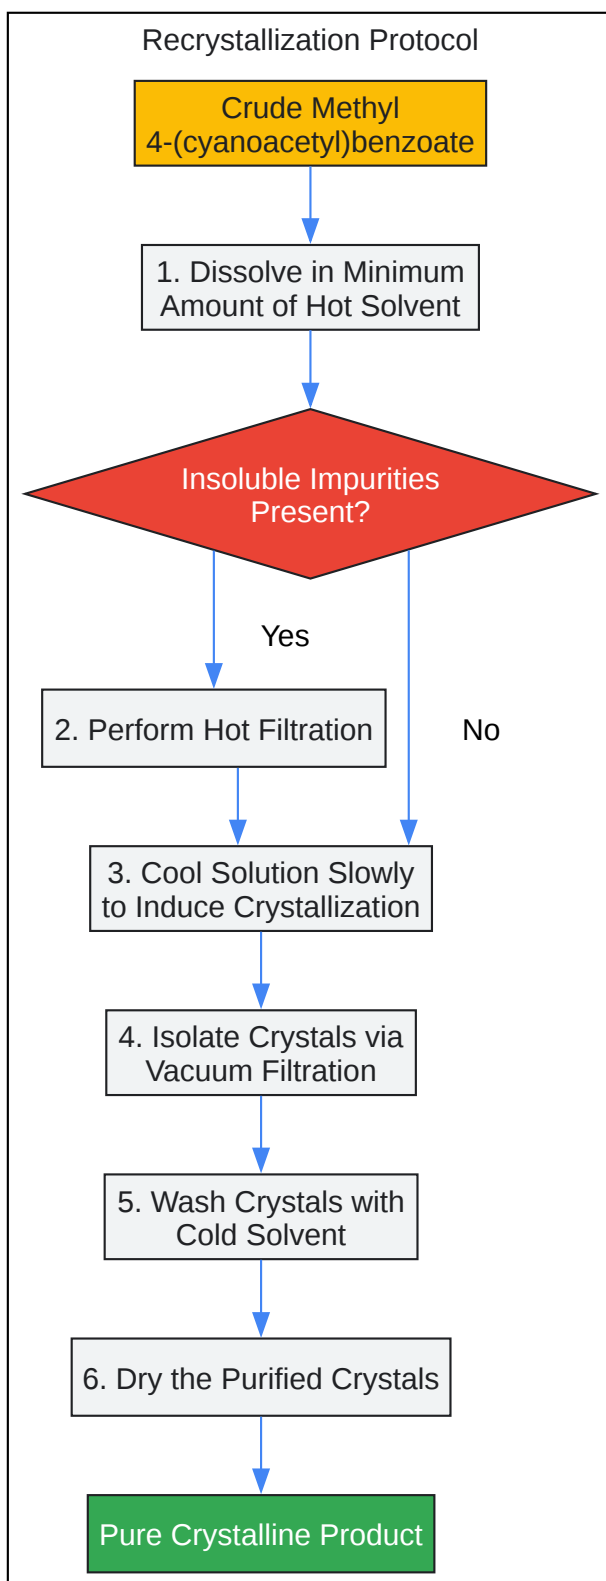 Recrystallization Protocol
Crude Methyl
4-(cyanoacetyl)benzoate
1. Dissolve in Minimum
Amount of Hot Solvent
Insoluble Impurities
Present?
Yes
2. Perform Hot Filtration
No
3. Cool Solution Slowly
to Induce Crystallization
4. Isolate Crystals via
Vacuum Filtration
5. Wash Crystals with
Cold Solvent
6. Dry the Purified Crystals
Pure Crystalline Product